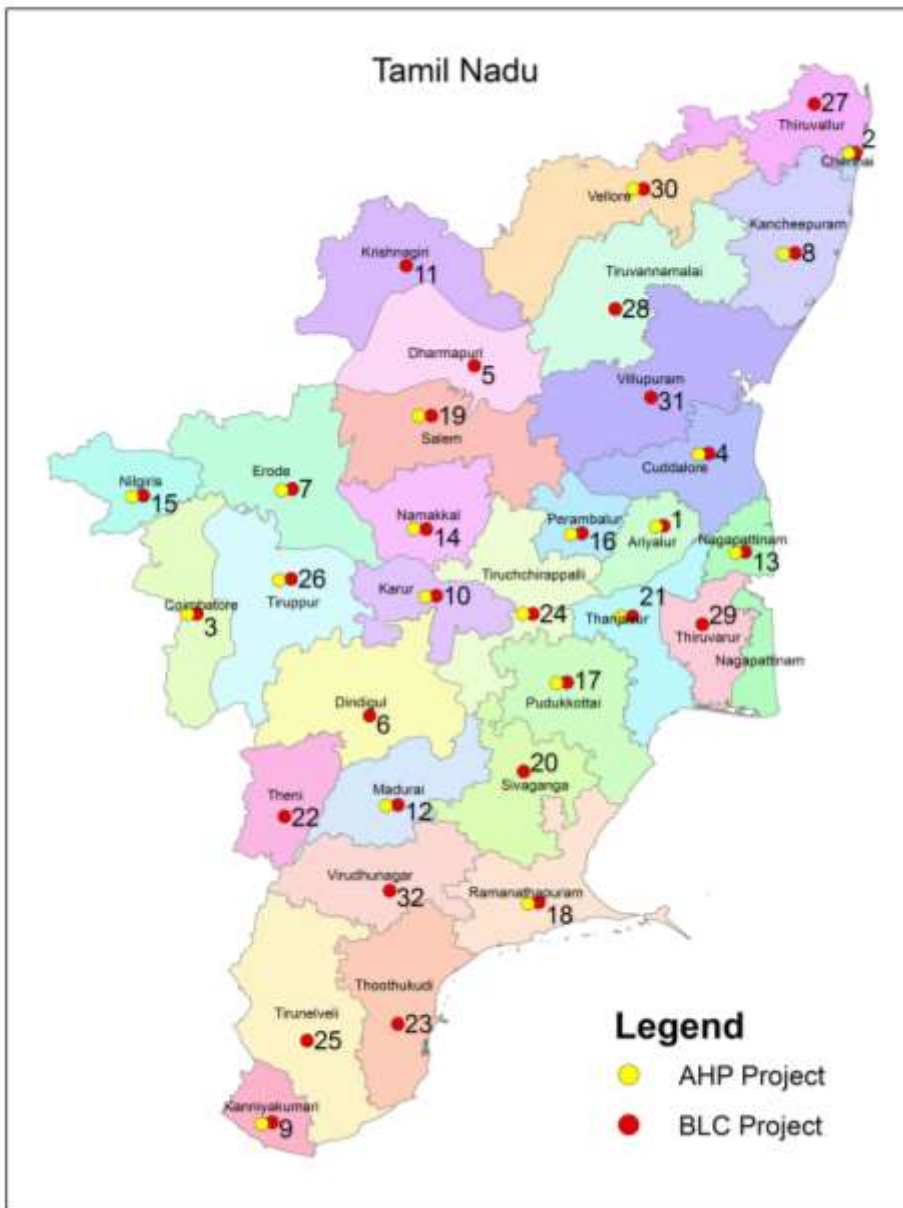 Tamil Nadu
27
Thiruvallur
2
Chennai
30
Vellore
Kancheepuram
8
Krishnagiri
11
Tiruvannamalai
28
Dharmapuri
5
Villupuram
31
19
Salem
4
Cuddalore
Nilgiris
15
Erode
7
Namakkal
14
Perambalur
16
1
Ariyalur
Nagapattinam
13
Tiruchchirappalli
24
26
Tiruppur
Karur
10
Coimbatore
3
21
Thanjavur
29
Thiruvarur
Nagapattinam
17
Pudukkottai
Dindigul
6
20
Sivaganga
Theni
22
Madurai
12
Virudhunagar
32
Ramanathapuram
18
Thoothukudi
23
Tirunelveli
25
Kanniyakumari
9
Legend
AHP Project
BLC Project